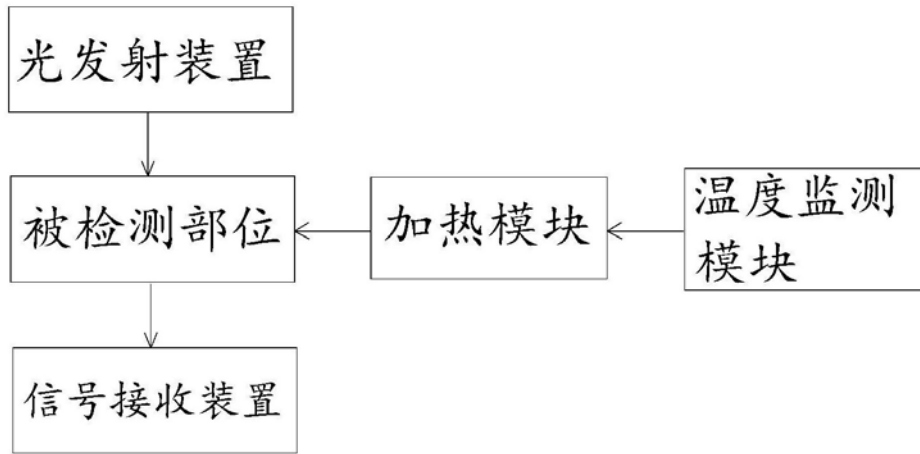 光发射装置
被检测部位
加热模块
温度监测
模块
信号接收装置